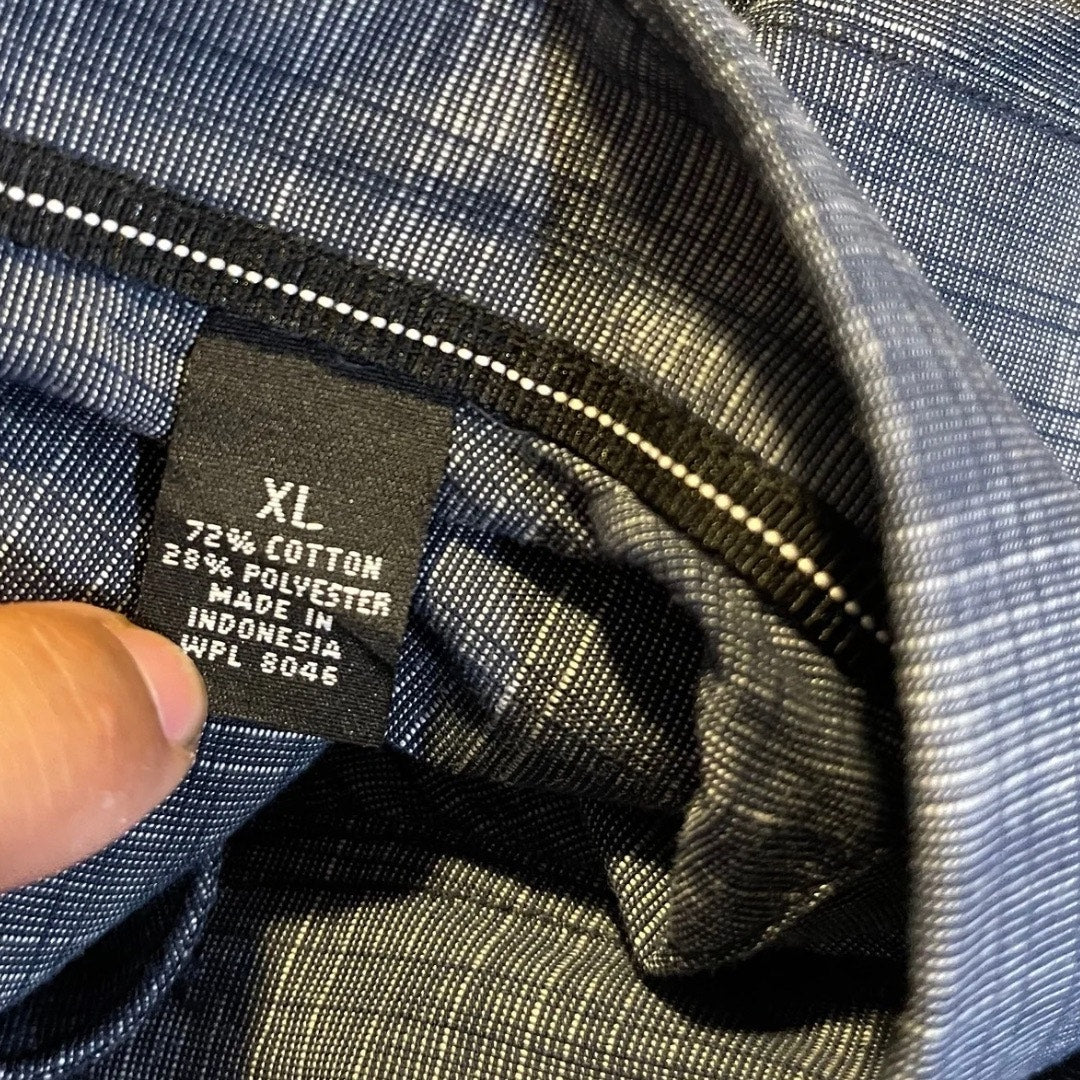 XL
72% COTTON
28% POLYESTER
MADE IN
INDONESIA
WPL 8046